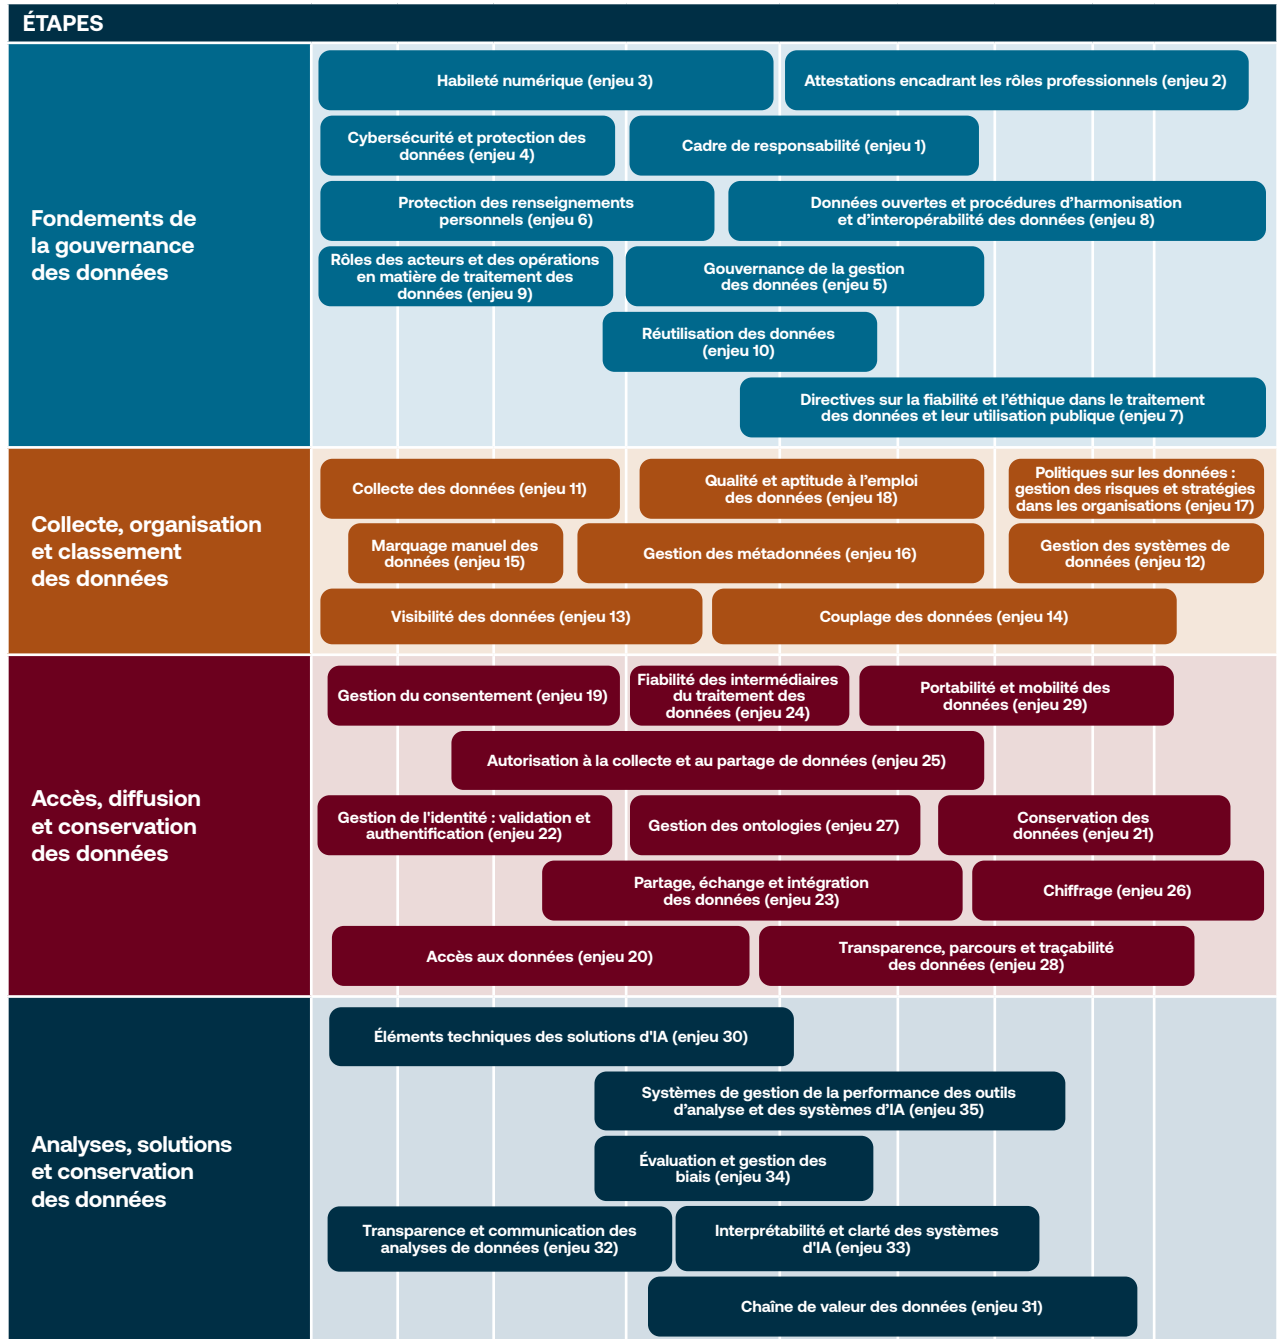 ÉTAPES
Fondements de
la gouvernance
des données
Habileté numérique (enjeu 3)
Attestations encadrant les rôles professionnels (enjeu 2)
Cybersécurité et protection des
données (enjeu 4)
Cadre de responsabilité (enjeu 1)
Protection des renseignements
personnels (enjeu 6)
Données ouvertes et procédures d’harmonisation
et d’interopérabilité des données (enjeu 8)
Rôles des acteurs et des opérations
en matière de traitement des
données (enjeu 9)
Gouvernance de la gestion
des données (enjeu 5)
Réutilisation des données
(enjeu 10)
Directives sur la fiabilité et l’éthique dans le traitement
des données et leur utilisation publique (enjeu 7)
Collecte, organisation
et classement
des données
Collecte des données (enjeu 11)
Qualité et aptitude à l’emploi
des données (enjeu 18)
Politiques sur les données :
gestion des risques et stratégies
dans les organisations (enjeu 17)
Marquage manuel des
données (enjeu 15)
Gestion des métadonnées (enjeu 16)
Gestion des systèmes de
données (enjeu 12)
Visibilité des données (enjeu 13)
Couplage des données (enjeu 14)
Accès, diffusion
et conservation
des données
Gestion du consentement (enjeu 19)
Fiabilité des intermédiaires
du traitement des
données (enjeu 24)
Portabilité et mobilité des
données (enjeu 29)
Autorisation à la collecte et au partage de données (enjeu 25)
Gestion de l'identité : validation et
authentification (enjeu 22)
Gestion des ontologies (enjeu 27)
Conservation des
données (enjeu 21)
Partage, échange et intégration
des données (enjeu 23)
Chiffrage (enjeu 26)
Accès aux données (enjeu 20)
Transparence, parcours et traçabilité
des données (enjeu 28)
Analyses, solutions
et conservation
des données
Éléments techniques des solutions d'IA (enjeu 30)
Systèmes de gestion de la performance des outils
d’analyse et des systèmes d’IA (enjeu 35)
Évaluation et gestion des
biais (enjeu 34)
Transparence et communication des
analyses de données (enjeu 32)
Interprétabilité et clarté des systèmes
d'IA (enjeu 33)
Chaîne de valeur des données (enjeu 31)